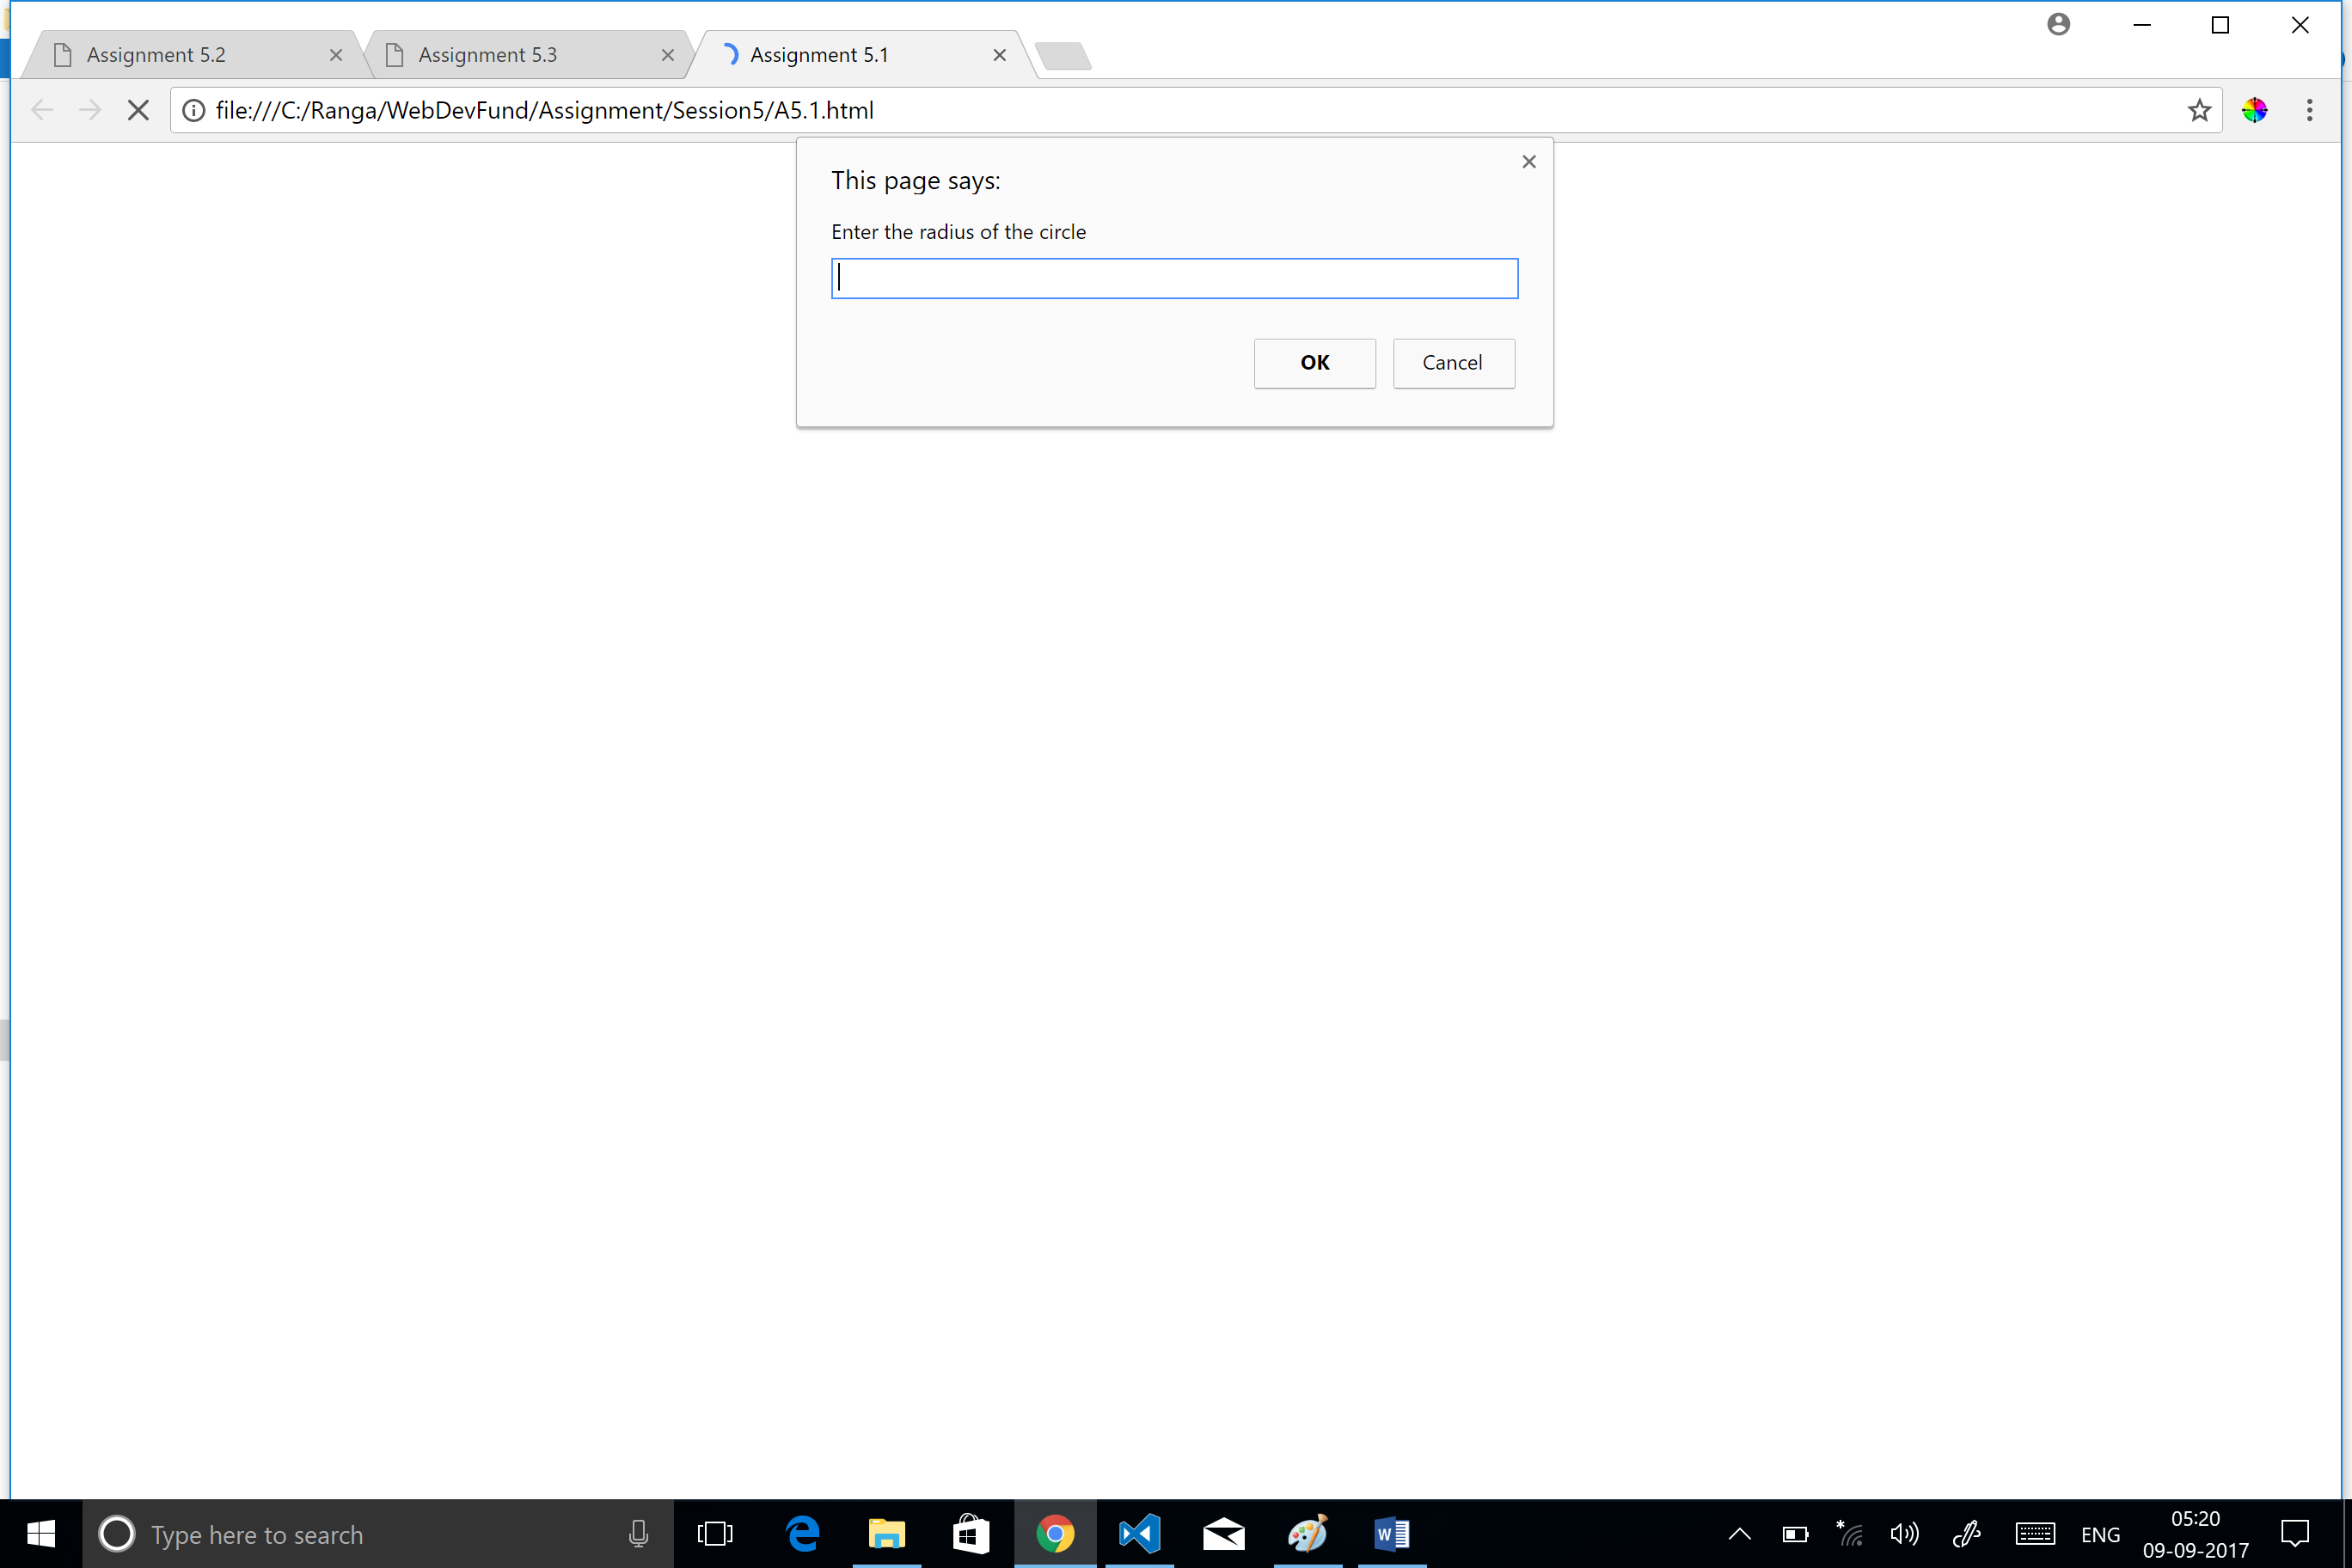 Assignment 5.2
Assignment 5.3
Assignment 5.1
file:///C:/Ranga/WebDevFund/Assignment/Session5/A5.1.html
This page says:
Enter the radius of the circle
OK
Cancel
Type here to search
ENG
05:20
09-09-2017